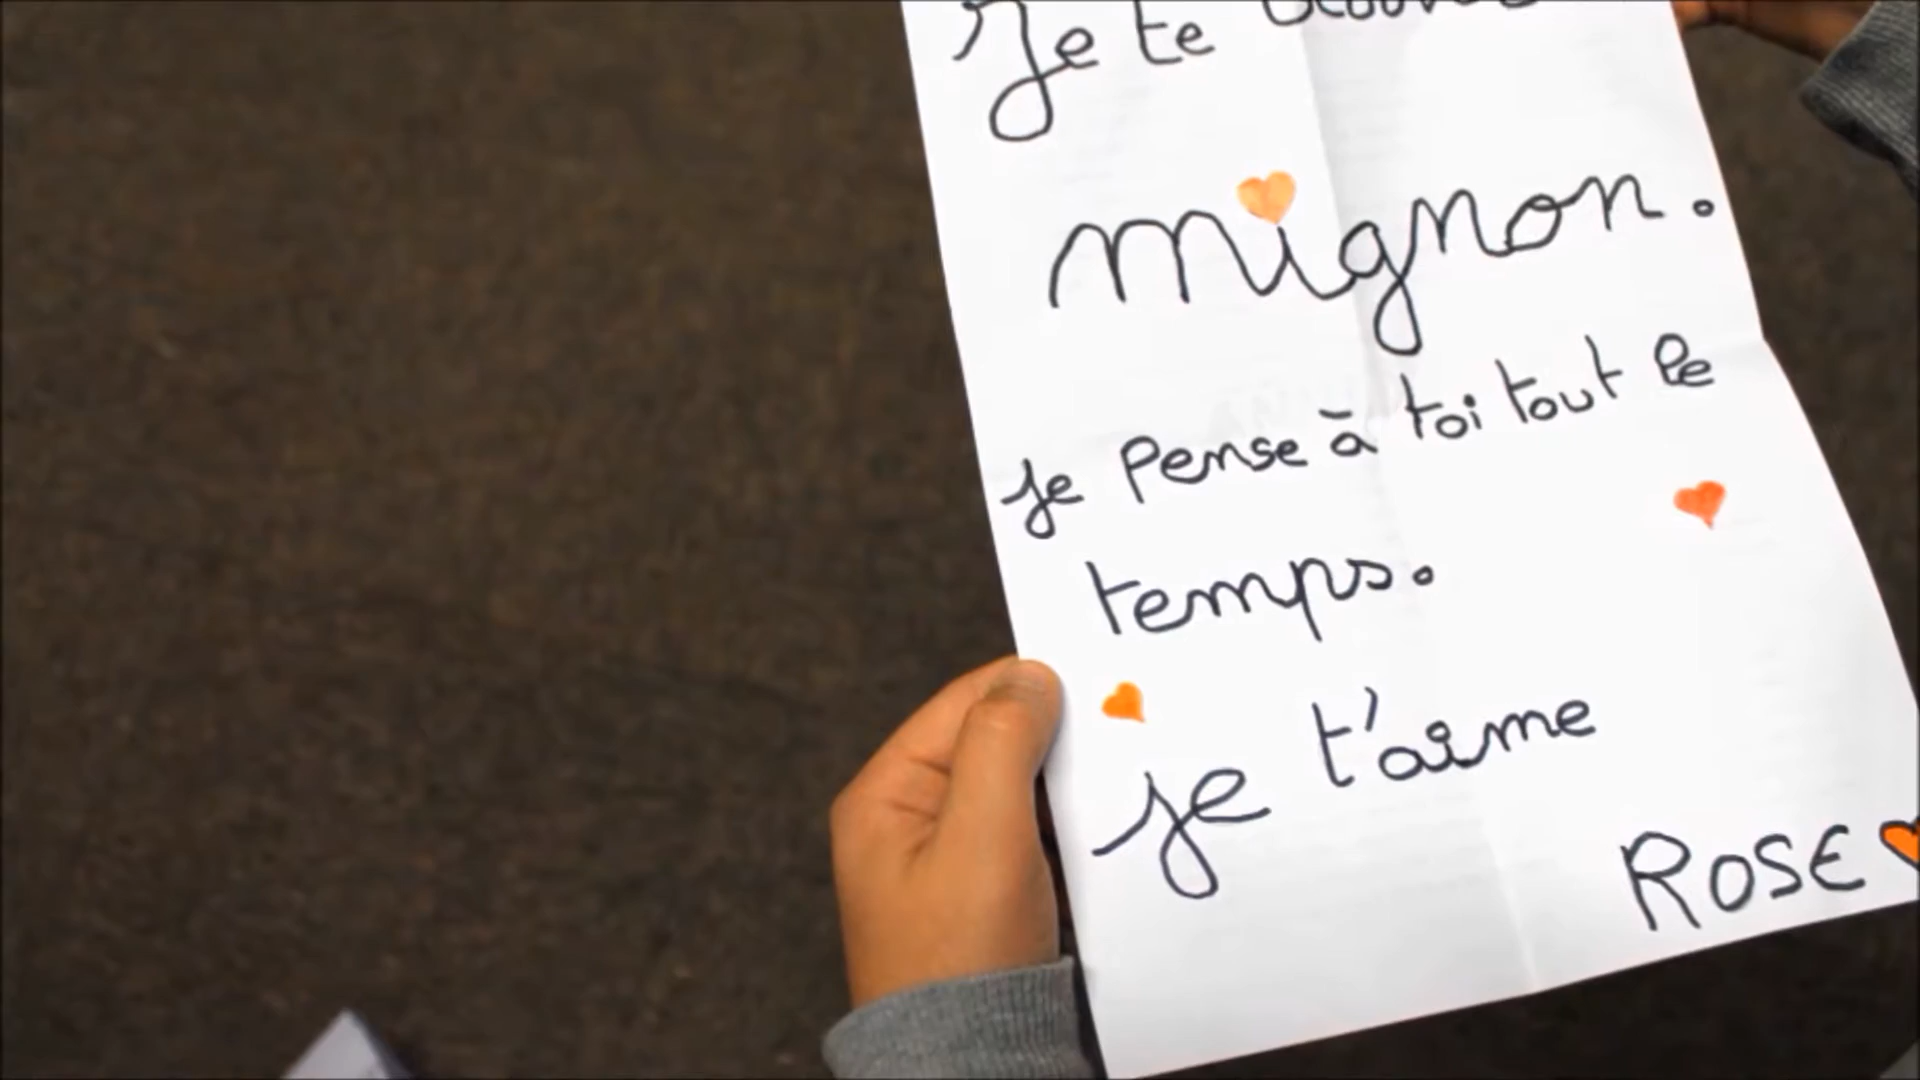 Je te
mignon.
je pense à toi tout le
temps.
je t'aime
ROSE